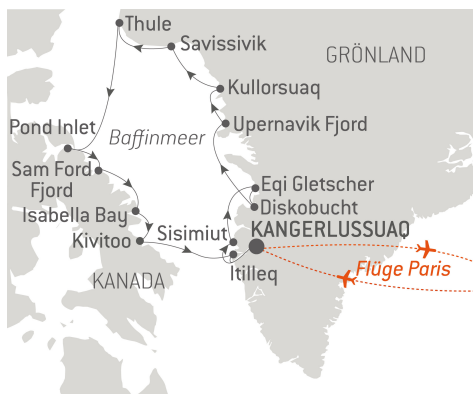 Thule
Savissivik
GRÖNLAND
Kullorsuaq
Pond Inlet
Baffinmeer
Upernavik Fjord
Sam Ford
Fjord
Eqi Gletscher
Diskobucht
Isabella Bay
Sisimiut
KANGERLUSSUAQ
Kivitoo
Itilleq
Flüge Paris
KANADA